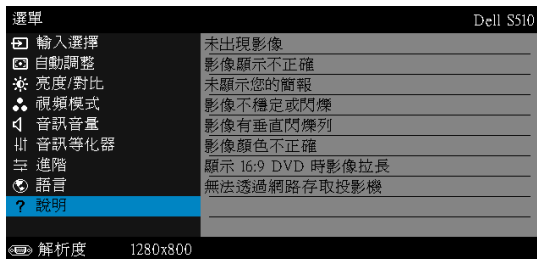 選單 Dell S510
輸入選擇
自動調整
亮度/對比
視頻模式
音訊音量
音訊等化器
進階
語言
? 說明
未出現影像
影像顯示不正確
未顯示您的簡報
影像不穩定或閃爍
影像有垂直閃爍列
影像顏色不正確
顯示 16:9 DVD 時影像拉長
無法透過網路存取投影機
解析度 1280x800